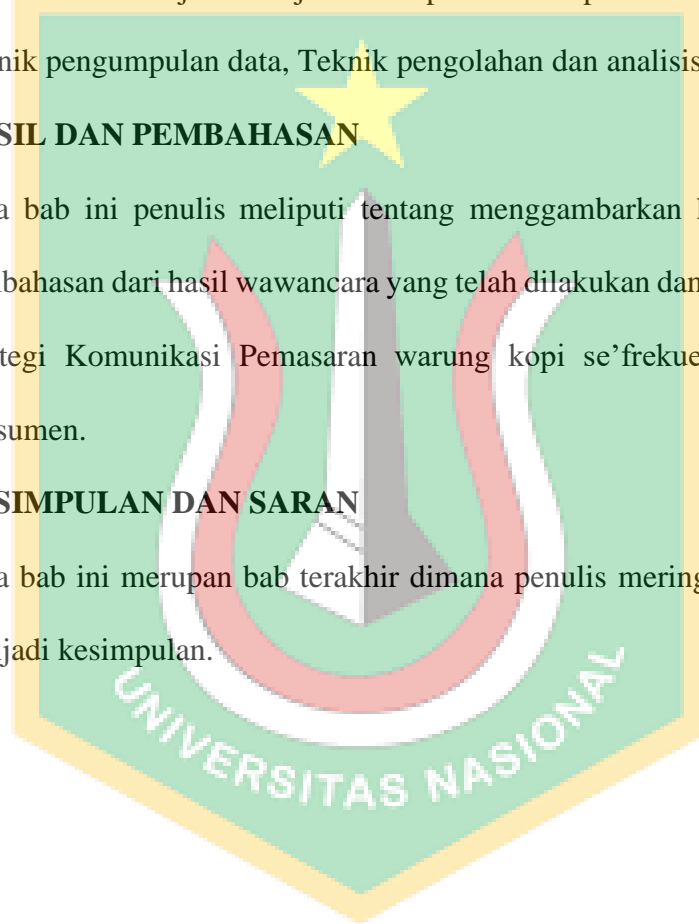 nik pengumpulan data, Teknik pengolahan dan analisis
SIL DAN PEMBAHASAN
a bab ini penulis meliputi tentang menggambarkan
bahasan dari hasil wawancara yang telah dilakukan dan
tegi Komunikasi Pemasaran warung kopi se’frekue
sumen.
SIMPULAN DAN SARAN
a bab ini merupan bab terakhir dimana penulis mering
jadi kesimpulan.
UNIVERSITAS NASIONAL